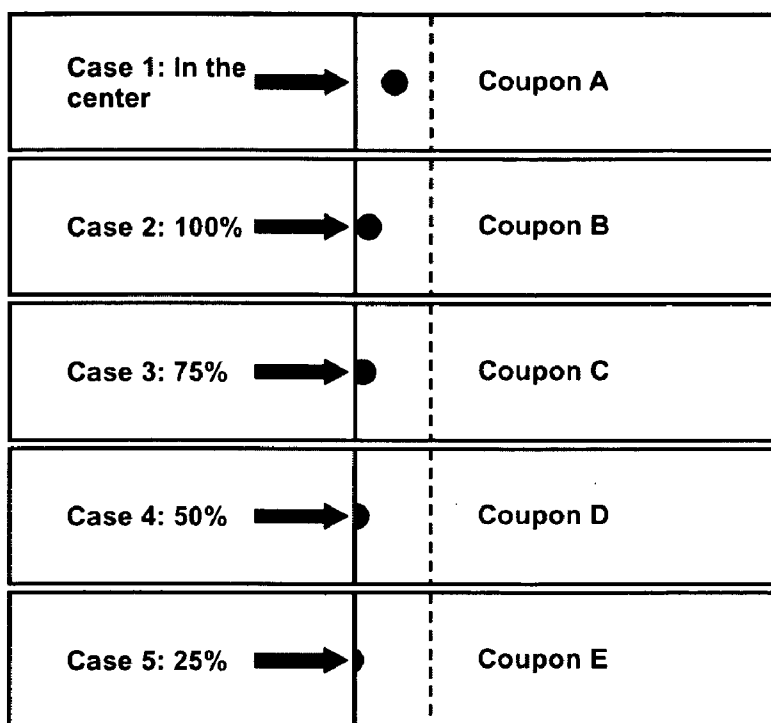 Case 1: In the
center
Coupon A
Case 2: 100%
Coupon B
Case 3: 75%
Coupon C
Case 4: 50%
Coupon D
Case 5: 25%
Coupon E